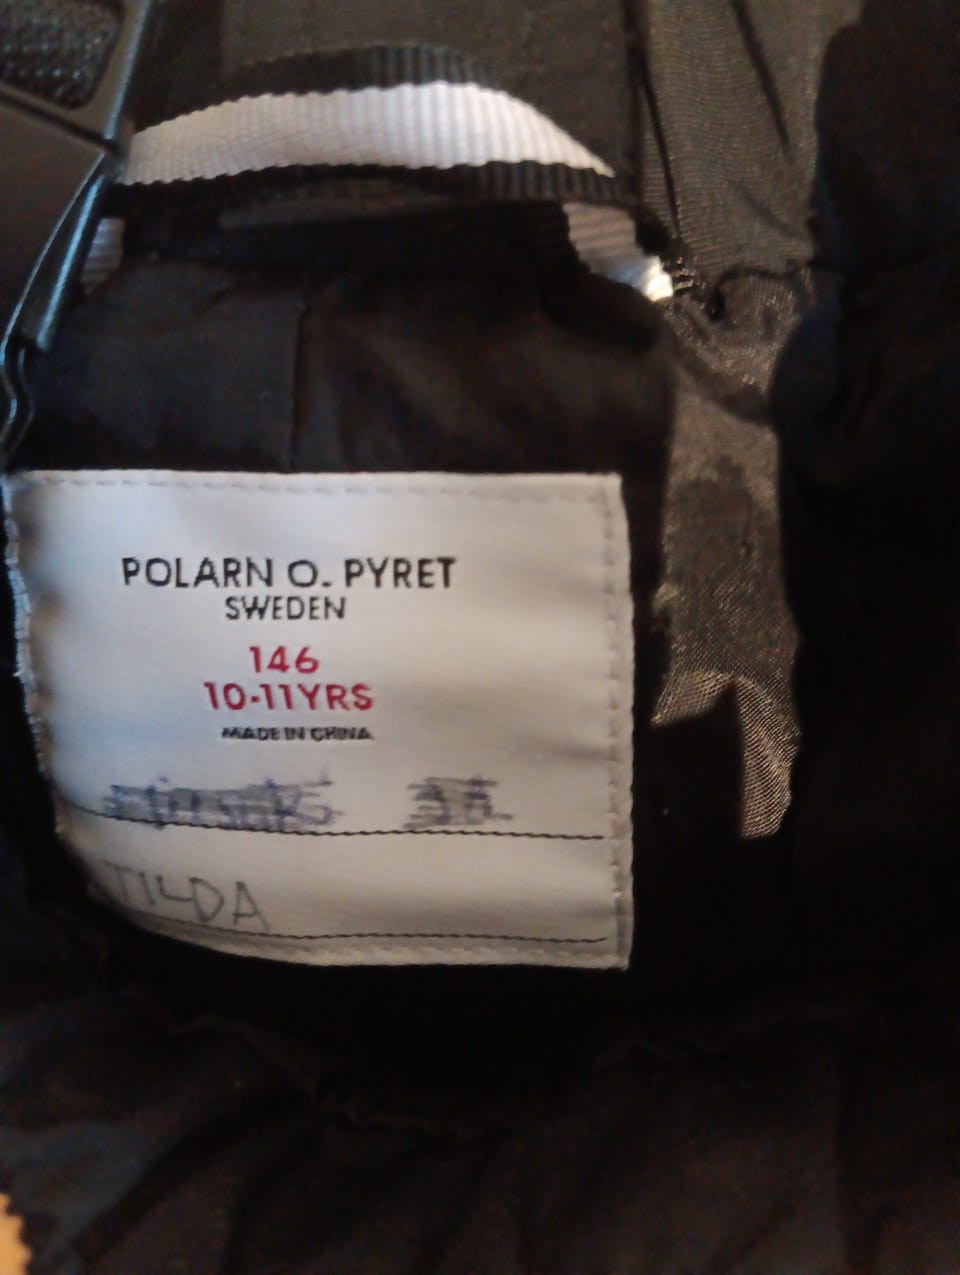 POLARN O. PYRET
SWEDEN
146
10-11YRS
MADE IN CHINA
TILDA